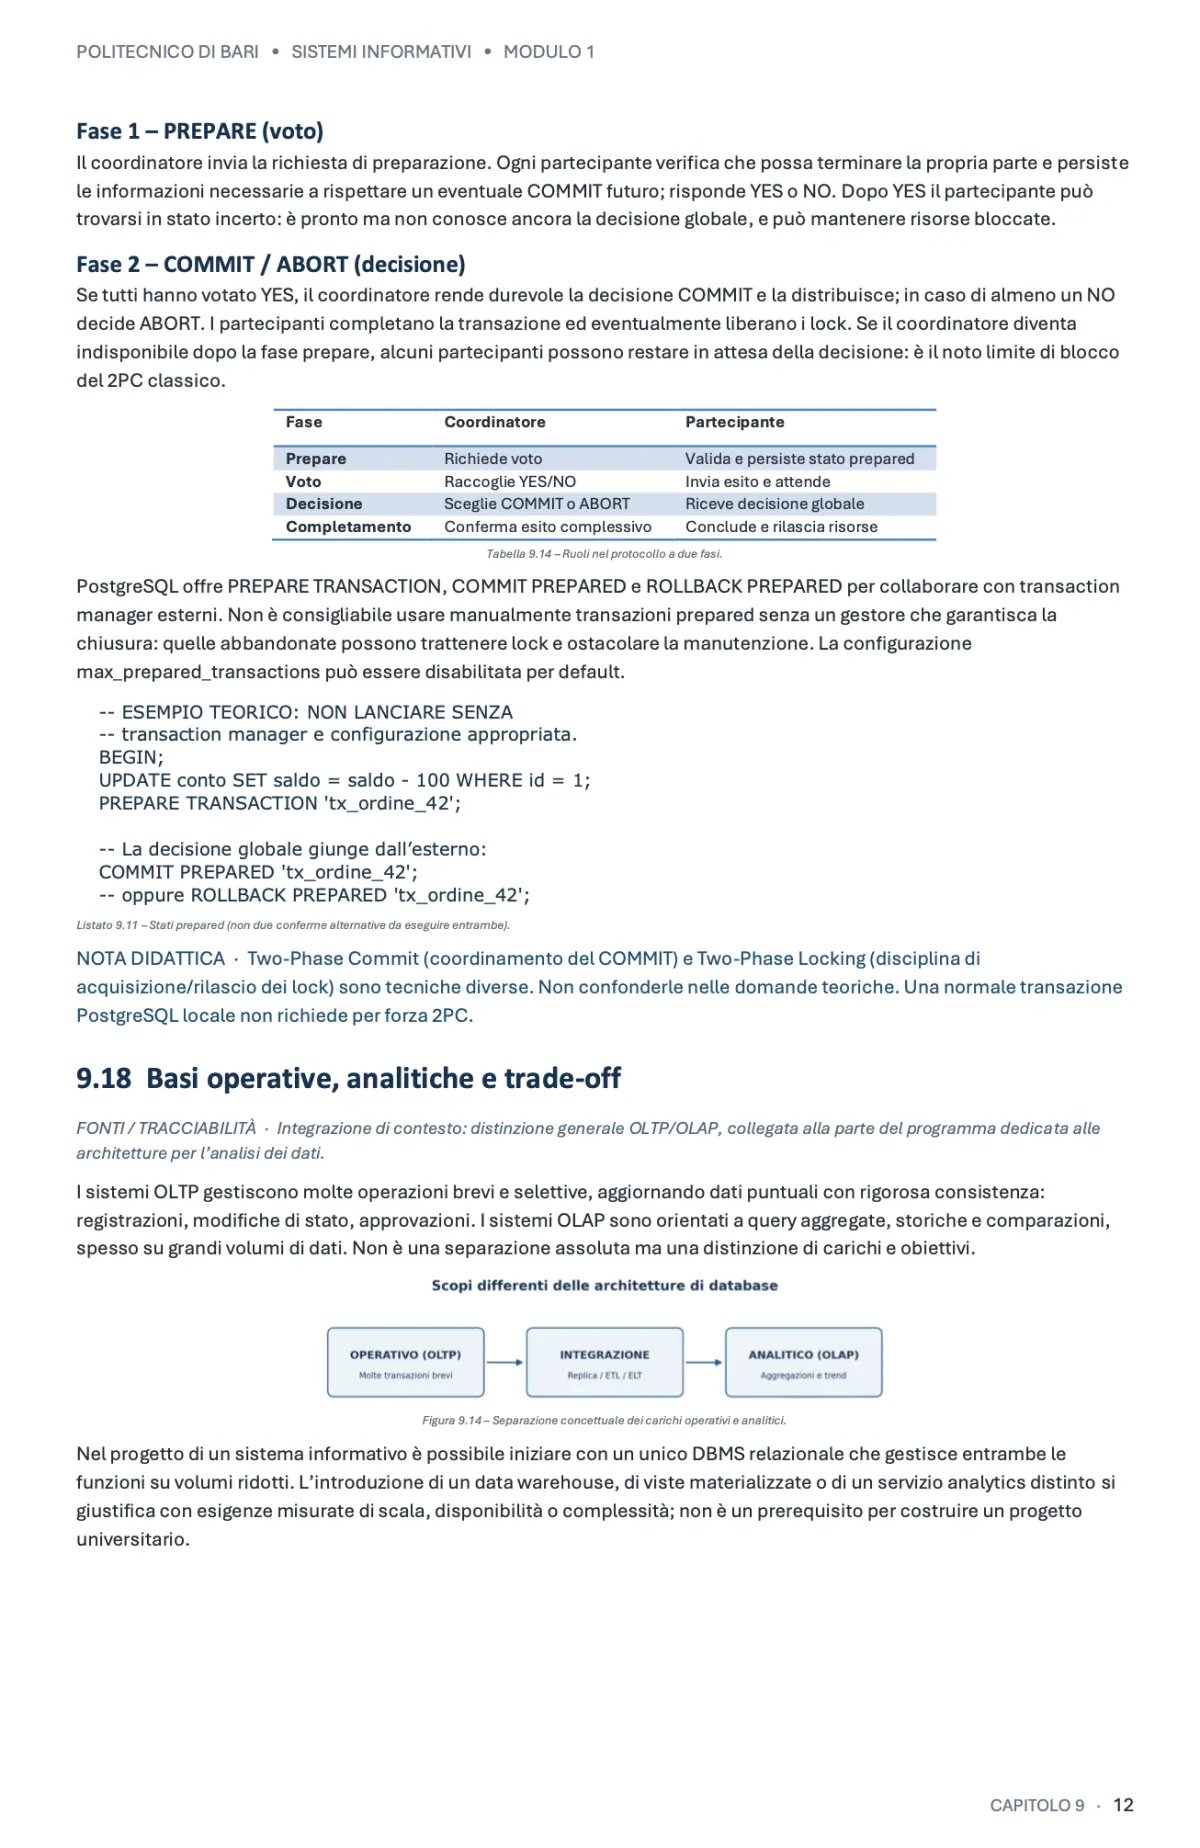 POLITECNICO DI BARI • SISTEMI INFORMATIVI • MODULO 1
Fase 1 – PREPARE (voto)
Il coordinatore invia la richiesta di preparazione. Ogni partecipante verifica che possa terminare la propria parte e persiste
le informazioni necessarie a rispettare un eventuale COMMIT futuro; risponde YES o NO. Dopo YES il partecipante può
trovarsi in stato incerto: è pronto ma non conosce ancora la decisione globale, e può mantenere risorse bloccate.
Fase 2 – COMMIT / ABORT (decisione)
Se tutti hanno votato YES, il coordinatore rende durevole la decisione COMMIT e la distribuisce; in caso di almeno un NO
decide ABORT. I partecipanti completano la transazione ed eventualmente liberano i lock. Se il coordinatore diventa
indisponibile dopo la fase prepare, alcuni partecipanti possono restare in attesa della decisione: è il noto limite di blocco
del 2PC classico.
Fase Coordinatore Partecipante
Prepare Richiede voto Valida e persiste stato prepared
Voto Raccoglie YES/NO Invia esito e attende
Decisione Sceglie COMMIT o ABORT Riceve decisione globale
Completamento Conferma esito complessivo Conclude e rilascia risorse
Tabella 9.14 – Ruoli nel protocollo a due fasi.
PostgreSQL offre PREPARE TRANSACTION, COMMIT PREPARED e ROLLBACK PREPARED per collaborare con transaction
manager esterni. Non è consigliabile usare manualmente transazioni prepared senza un gestore che garantisca la
chiusura: quelle abbandonate possono trattenere lock e ostacolare la manutenzione. La configurazione
max_prepared_transactions può essere disabilitata per default.
-- ESEMPIO TEORICO: NON LANCIARE SENZA
-- transaction manager e configurazione appropriata.
BEGIN;
UPDATE conto SET saldo = saldo - 100 WHERE id = 1;
PREPARE TRANSACTION 'tx_ordine_42';
-- La decisione globale giunge dall’esterno:
COMMIT PREPARED 'tx_ordine_42';
-- oppure ROLLBACK PREPARED 'tx_ordine_42';
Listato 9.11 – Stati prepared (non due conferme alternative da eseguire entrambe).
NOTA DIDATTICA · Two-Phase Commit (coordinamento del COMMIT) e Two-Phase Locking (disciplina di
acquisizione/rilascio dei lock) sono tecniche diverse. Non confonderle nelle domande teoriche. Una normale transazione
PostgreSQL locale non richiede per forza 2PC.
9.18 Basi operative, analitiche e trade-off
FONTI / TRACCIABILITÀ · Integrazione di contesto: distinzione generale OLTP/OLAP, collegata alla parte del programma dedicata alle
architetture per l’analisi dei dati.
I sistemi OLTP gestiscono molte operazioni brevi e selettive, aggiornando dati puntuali con rigorosa consistenza:
registrazioni, modifiche di stato, approvazioni. I sistemi OLAP sono orientati a query aggregate, storiche e comparazioni,
spesso su grandi volumi di dati. Non è una separazione assoluta ma una distinzione di carichi e obiettivi.
Scopi differenti delle architetture di database
OPERATIVO (OLTP) INTEGRAZIONE ANALITICO (OLAP)
Molte transazioni brevi Replica / ETL / ELT Aggregazioni e trend
Figura 9.14 – Separazione concettuale dei carichi operativi e analitici.
Nel progetto di un sistema informativo è possibile iniziare con un unico DBMS relazionale che gestisce entrambe le
funzioni su volumi ridotti. L’introduzione di un data warehouse, di viste materializzate o di un servizio analytics distinto si
giustifica con esigenze misurate di scala, disponibilità o complessità; non è un prerequisito per costruire un progetto
universitario.
CAPITOLO 9 · 12